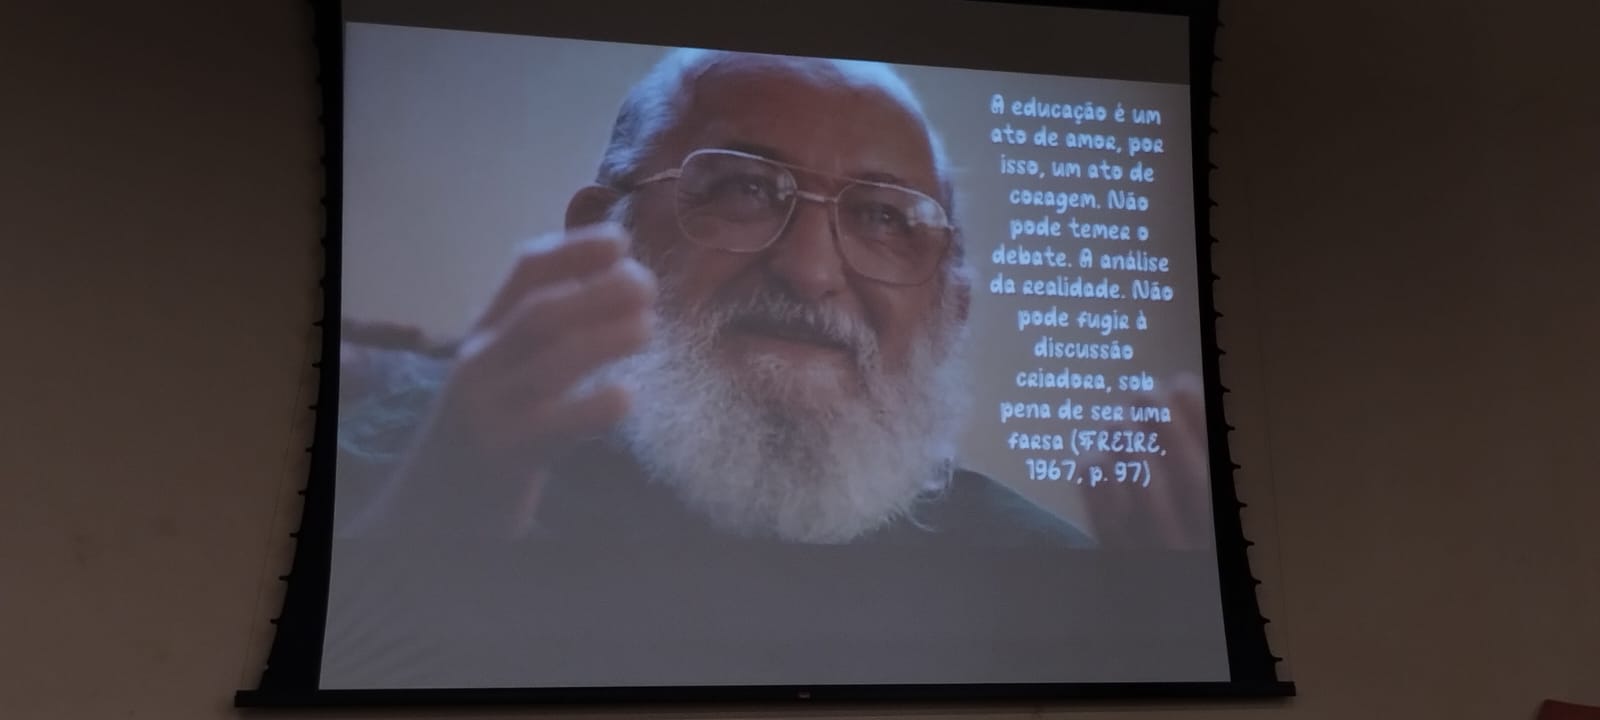 A educação é um
ato de amor, por
isso, um ato de
coragem. Não
pode temer o
debate. A análise
da realidade. Não
pode fugir à
discussão
criadora, sob
pena de ser uma
farsa (FREIRE,
1967, p. 97)